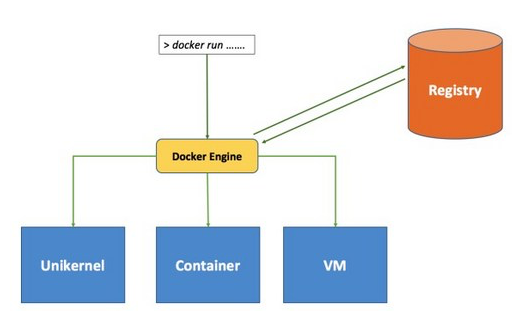 > docker run .......
Registry
Docker Engine
Unikernel
Container
VM